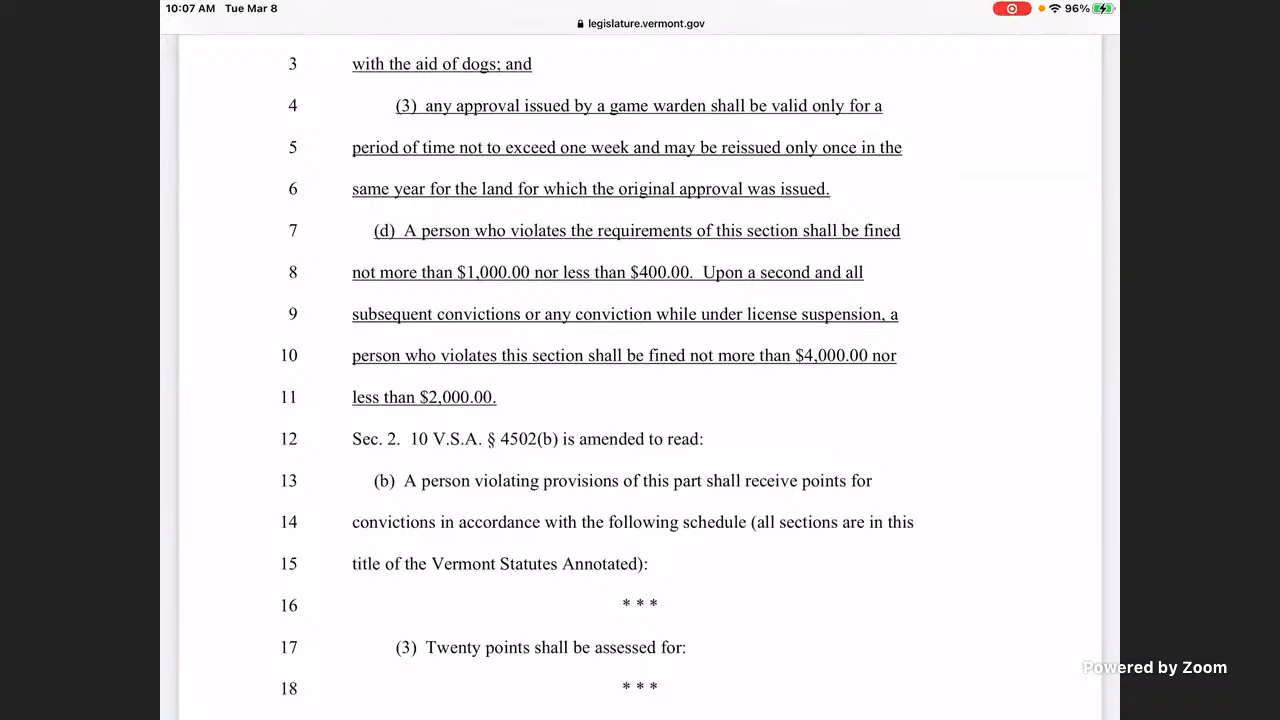 10:07 AM Tue Mar 8
96%
legislature.vermont.gov
3 with the aid of dogs; and
4 (3) any approval issued by a game warden shall be valid only for a
5 period of time not to exceed one week and may be reissued only once in the
6 same year for the land for which the original approval was issued.
7 (d) A person who violates the requirements of this section shall be fined
8 not more than $1,000.00 nor less than $400.00. Upon a second and all
9 subsequent convictions or any conviction while under license suspension, a
10 person who violates this section shall be fined not more than $4,000.00 nor
11 less than $2,000.00.
12 Sec. 2. 10 V.S.A. § 4502(b) is amended to read:
13 (b) A person violating provisions of this part shall receive points for
14 convictions in accordance with the following schedule (all sections are in this
15 title of the Vermont Statutes Annotated):
16 * * *
17 (3) Twenty points shall be assessed for:
18 * * *
Powered by Zoom